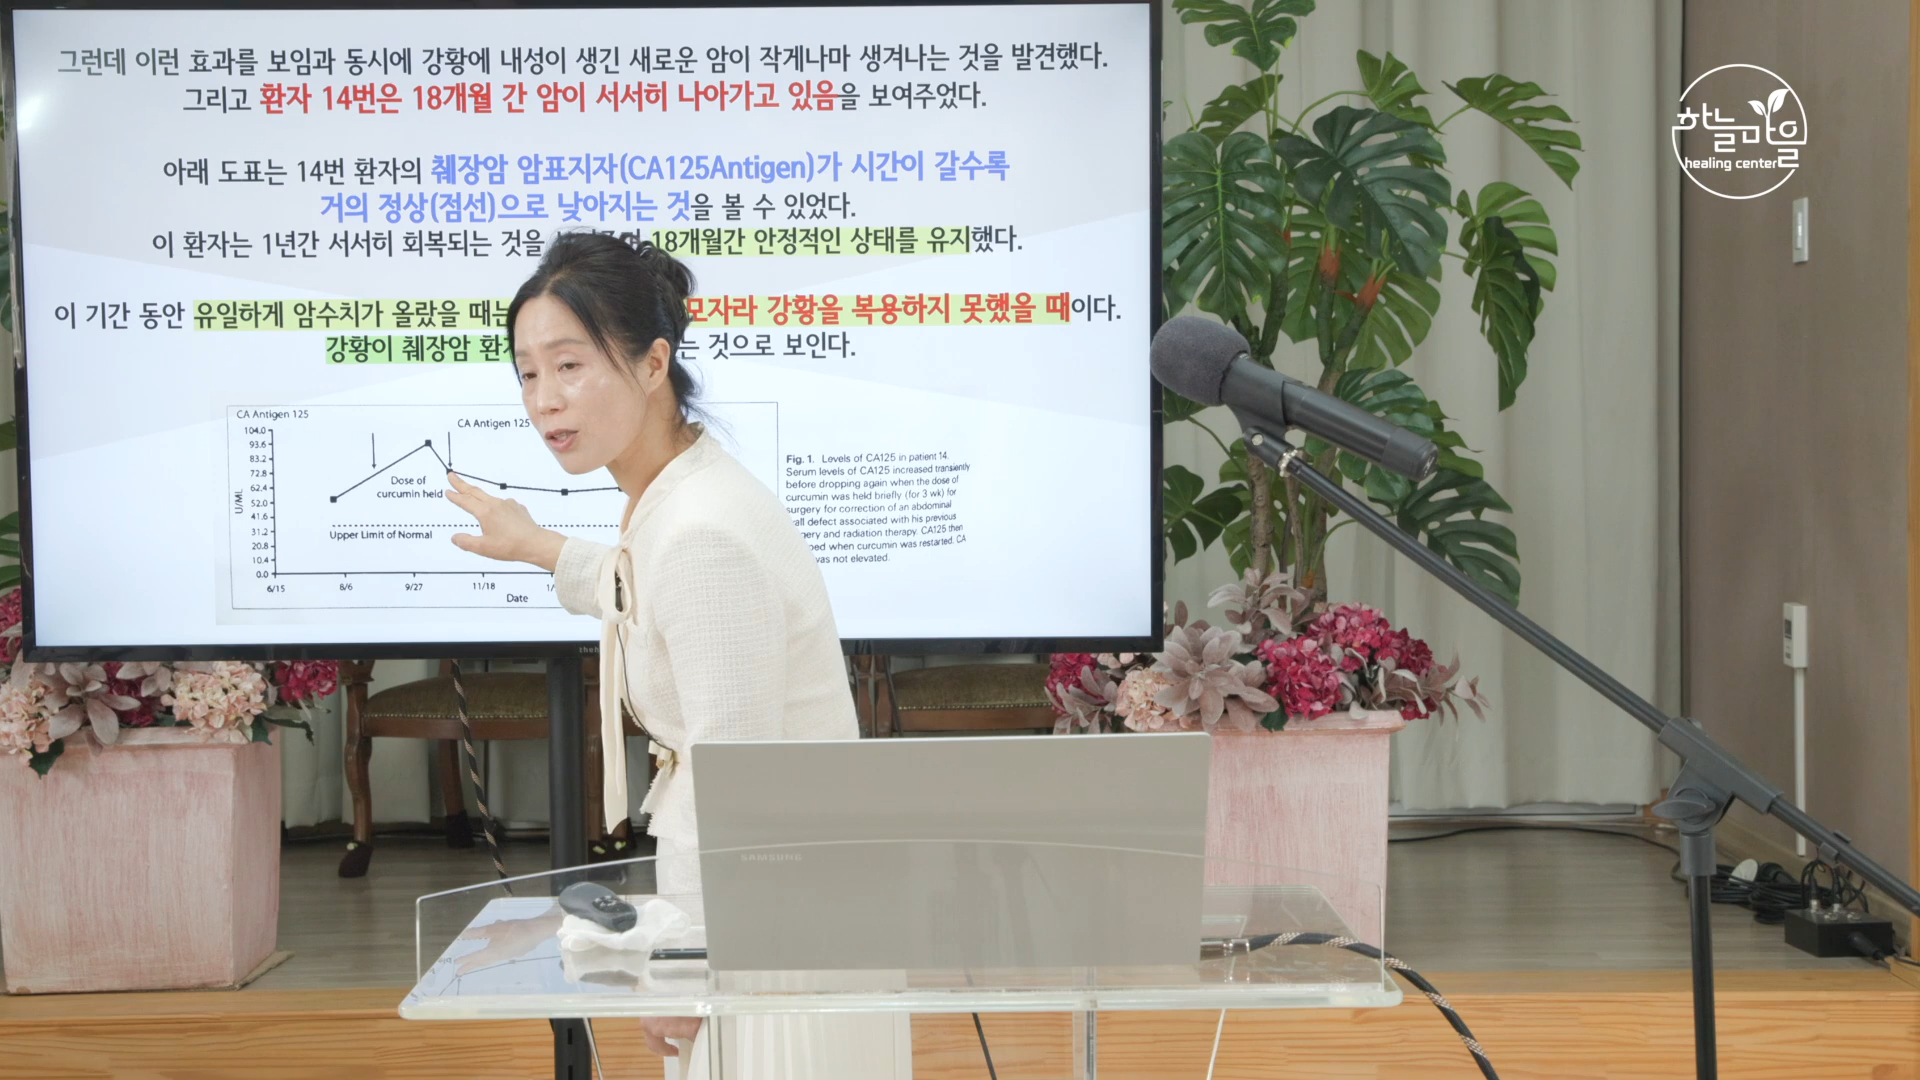 그런데 이런 효과를 보임과 동시에 강황에 내성이 생긴 새로운 암이 작게나마 생겨나는 것을 발견했다.
그리고 환자 14번은 18개월 간 암이 서서히 나아가고 있음을 보여주었다.
아래 도표는 14번 환자의 췌장암 암표지자(CA125Antigen)가 시간이 갈수록
거의 정상(점선)으로 낮아지는 것을 볼 수 있었다.
이 환자는 1년간 서서히 회복되는 것을 18개월간 안정적인 상태를 유지했다.
이 기간 동안 유일하게 암수치가 올랐을 때는 모자라 강황을 복용하지 못했을 때이다.
강황이 췌장암 는 것으로 보인다.
CA Antigen 125
CA Antigen 125
104.0
93.6
83.2
72.8
62.4
52.0
41.6
31.2
20.8
10.4
0.0
U/ML
Dose of
curcumin held
Upper Limit of Normal
6/15 8/6 9/27 11/18
Date
Fig. 1. Levels of CA125 in patient 14.
Serum levels of CA125 increased transiently
before dropping again when the dose of
curcumin was held briefly (for 3 wk) for
surgery for correction of an abdominal
defect associated with his previous
and radiation therapy. CA125 then
when curcumin was restarted. CA
was not elevated.
하늘마을
healing center
SAMSUNG